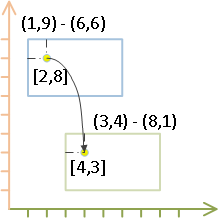 (1,9) - (6,6)
[2,8]
(3,4) - (8,1)
[4,3]